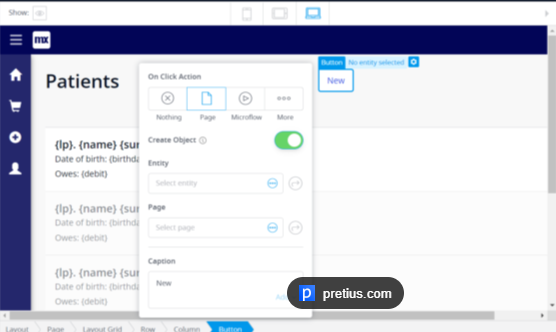 Show:
mx
Button No entity selected
Patients
New
On Click Action
Nothing Page Microflow More
Create Object
{lp}. {name} {sur
Date of birth: {birthda
Owes: {debit}
Entity
Select entity
Page
Select page
{lp}. {name} {sur
Date of birth: {birthda
Owes: {debit}
Caption
New
{lp}. {name} {sur
Date of birth: {birthda
Owes: {debit}
pretius.com
Layout Page Layout Grid Row Column Button